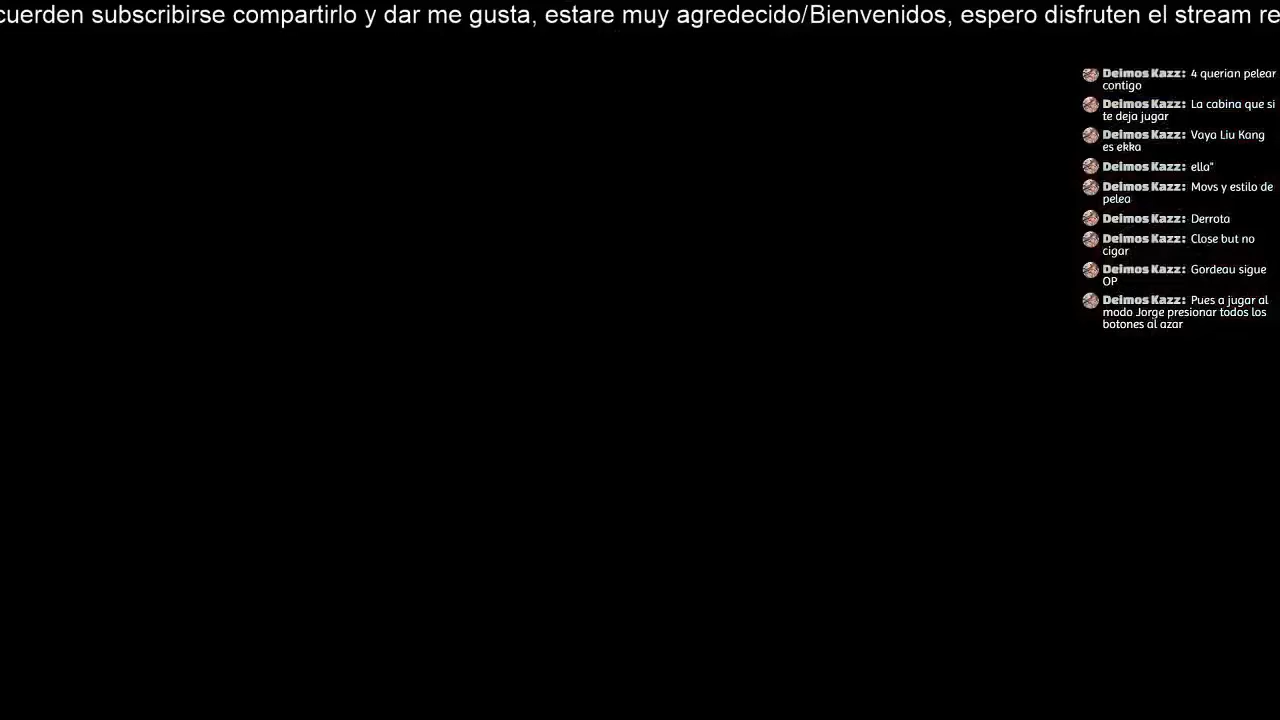 cuerden subscribirse compartirlo y dar me gusta, estare muy agredecido/Bienvenidos, espero disfruten el stream re
Deimos Kazz: 4 querian pelear
contigo
Deimos Kazz: La cabina que si
te deja jugar
Deimos Kazz: Vaya Liu Kang
es ekka
Deimos Kazz: ella"
Deimos Kazz: Movs y estilo de
pelea
Deimos Kazz: Derrota
Deimos Kazz: Close but no
cigar
Deimos Kazz: Gordeau sigue
OP
Deimos Kazz: Pues a jugar al
modo Jorge presionar todos los
botones al azar